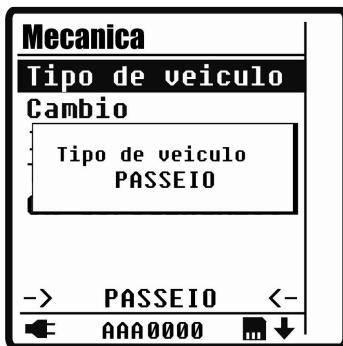 Mecanica
Tipo de veiculo
Cambio
Tipo de veiculo
PASSEIO
-> PASSEIO <-
AAA0000